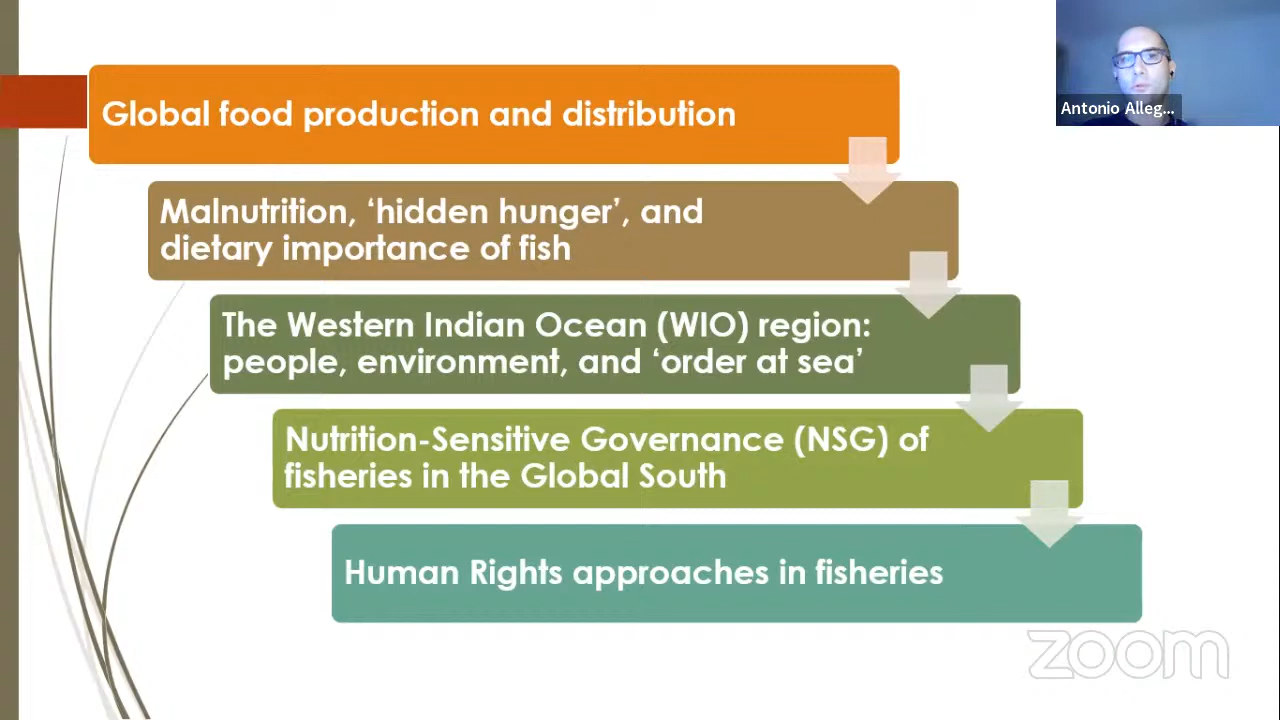 Global food production and distribution
Antonio Alleg...
Malnutrition, ‘hidden hunger’, and
dietary importance of fish
The Western Indian Ocean (WIO) region:
people, environment, and ‘order at sea’
Nutrition-Sensitive Governance (NSG) of
fisheries in the Global South
Human Rights approaches in fisheries
zoom